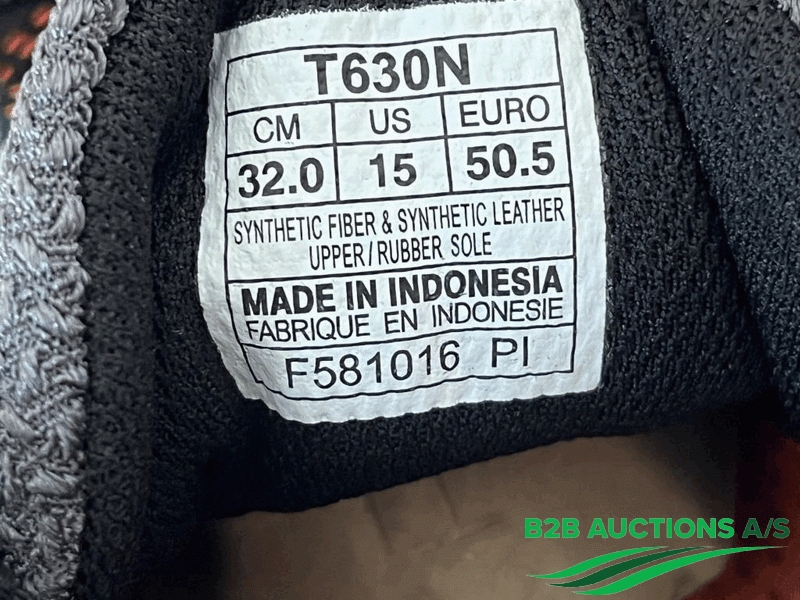 T630N
CM US EURO
32.0 15 50.5
SYNTHETIC FIBER & SYNTHETIC LEATHER
UPPER / RUBBER SOLE
MADE IN INDONESIA
FABRIQUE EN INDONESIE
F581016 PI
B2B AUCTIONS A/S